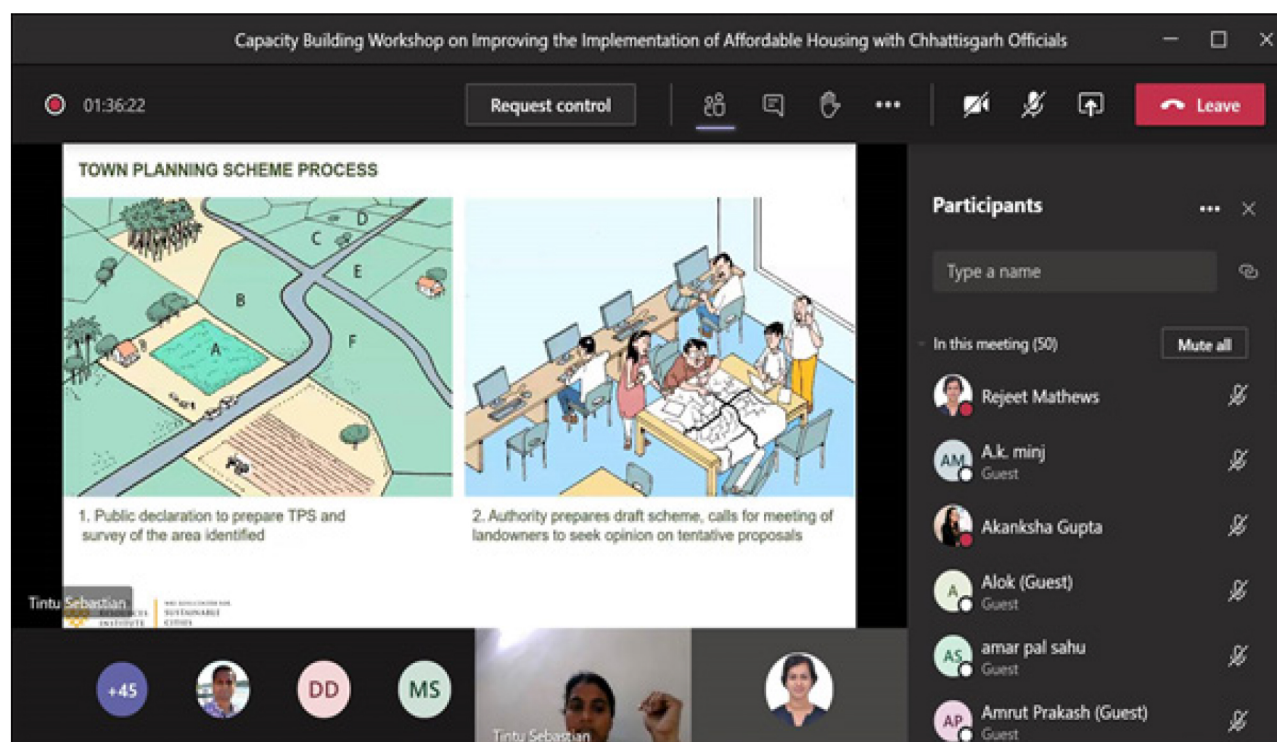 Capacity Building Workshop on Improving the Implementation of Affordable Housing with Chhattisgarh Officials
01:36:22
Request control
Leave
TOWN PLANNING SCHEME PROCESS
A
B
C
D
E
F
1. Public declaration to prepare TPS and
survey of the area identified
2. Authority prepares draft scheme, calls for meeting of
landowners to seek opinion on tentative proposals
Tintu Sebastian
RESOURCES
INSTITUTE
SUSTAINABLE
CITIES
+45
DD
MS
Tintu Sebastian
Participants
Type a name
In this meeting (50)
Mute all
Rejeet Mathews
AM
A.k. minj
Guest
Akanksha Gupta
A
Alok (Guest)
Guest
AS
amar pal sahu
Guest
AP
Amrut Prakash (Guest)
Guest